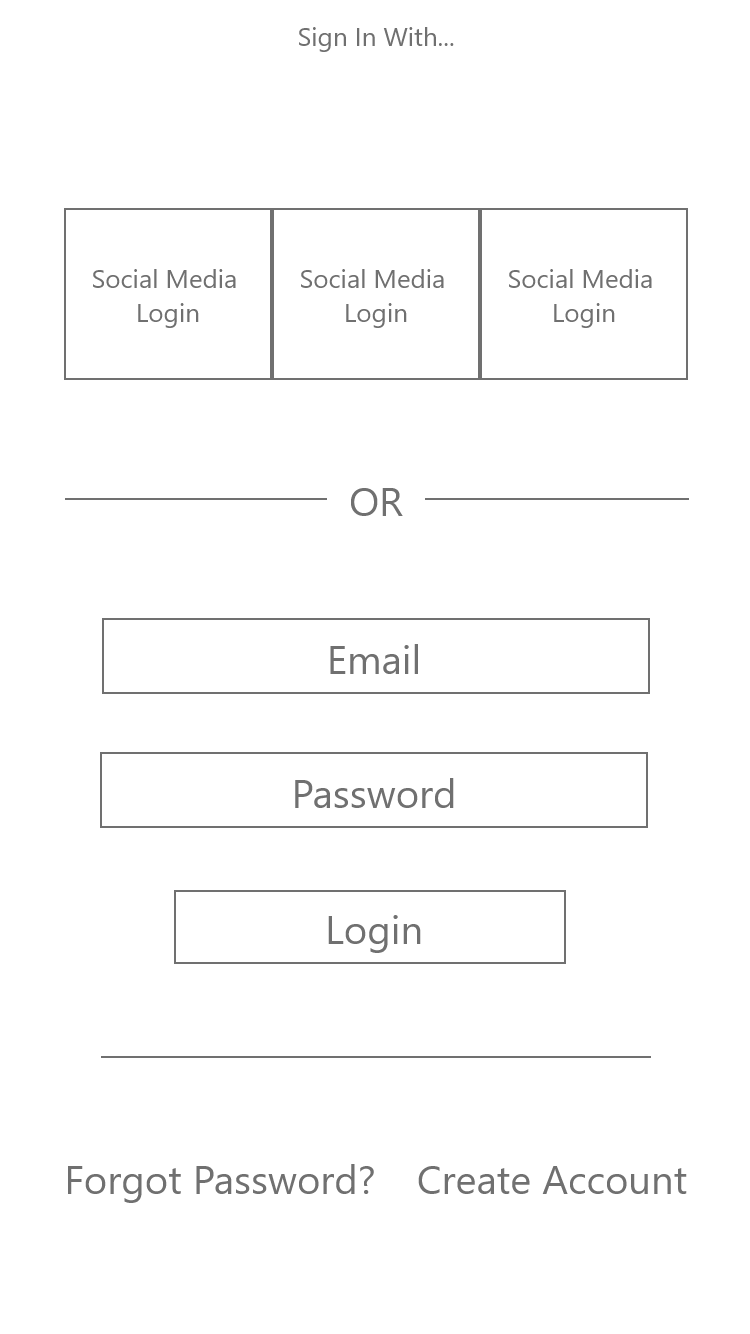 Sign In With...
Social Media
Login
Social Media
Login
Social Media
Login
OR
Email
Password
Login
Forgot Password?
Create Account